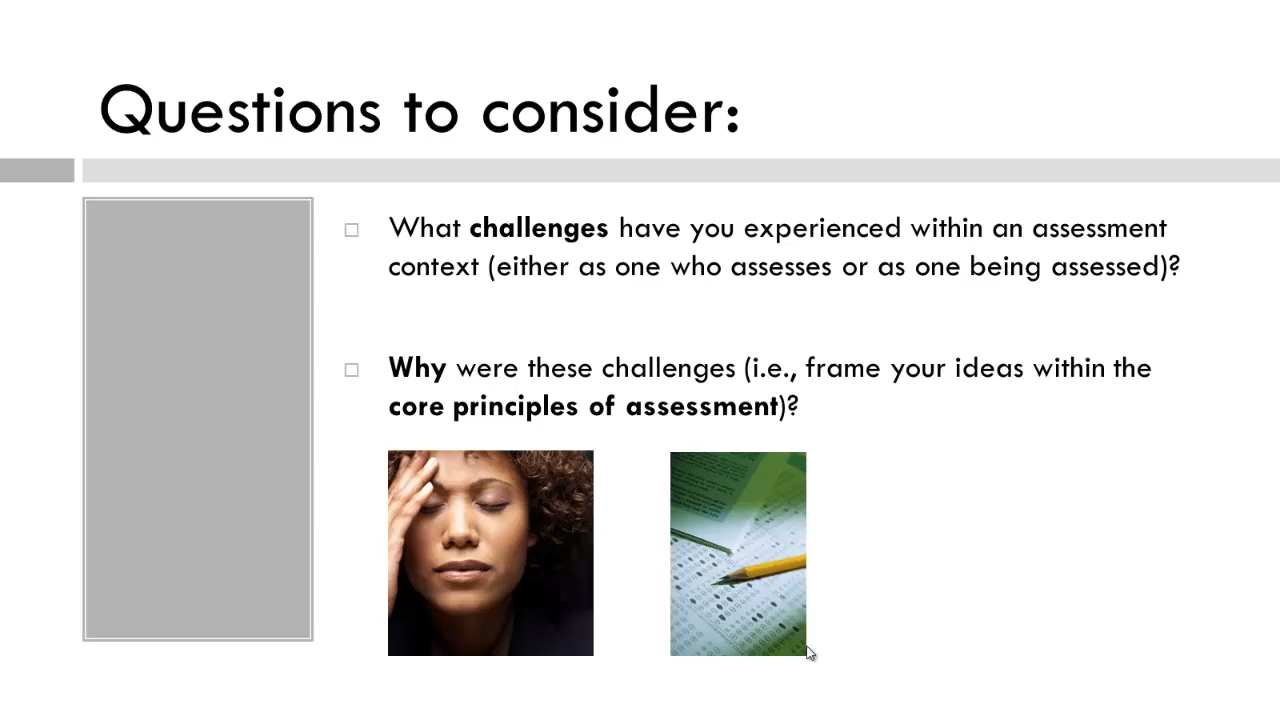 Questions to consider:
What challenges have you experienced within an assessment
context (either as one who assesses or as one being assessed)?
Why were these challenges (i.e., frame your ideas within the
core principles of assessment)?